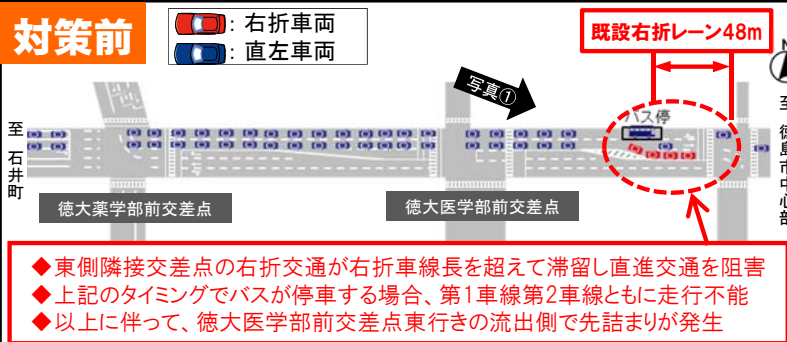 対策前
：右折車両
：直左車両
既設右折レーン48m
N
写真①
バス停
至 石井町
至 徳島市中心部
徳大薬学部前交差点
徳大医学部前交差点
◆東側隣接交差点の右折交通が右折車線長を超えて滞留し直進交通を阻害
◆上記のタイミングでバスが停車する場合、第1車線第2車線ともに走行不能
◆以上に伴って、徳大医学部前交差点東行きの流出側で先詰まりが発生